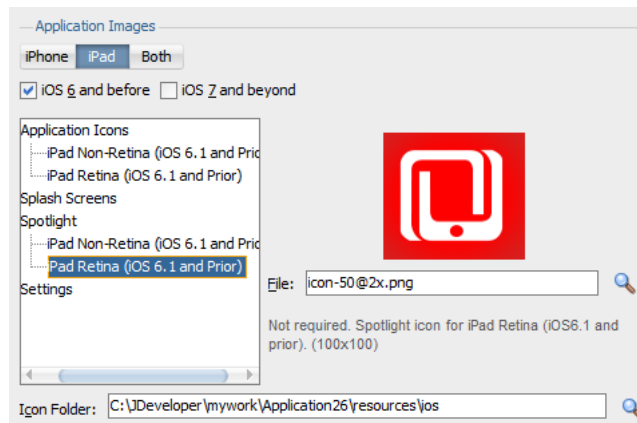 Application Images
iPhone iPad Both
iOS 6 and before iOS 7 and beyond
Application Icons
iPad Non-Retina (iOS 6.1 and Pric
iPad Retina (iOS 6.1 and Prior)
Splash Screens
Spotlight
iPad Non-Retina (iOS 6.1 and Pric
iPad Retina (iOS 6.1 and Prior)
Settings
File: icon-50@2x.png
Not required. Spotlight icon for iPad Retina (iOS6.1 and
prior). (100x100)
Icon Folder: C:\JDeveloper\mywork\Application26\resources\ios